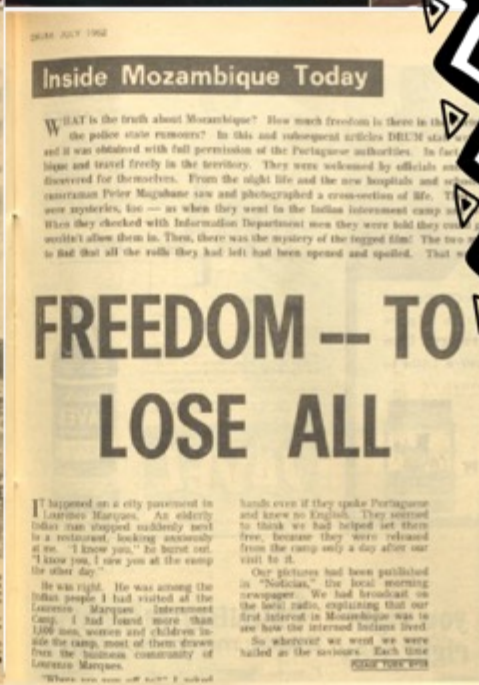 DRUM JULY 1962
Inside Mozambique Today
WHAT is the truth about Mozambique? How much freedom is there in the
the police state rumours? In this and subsequent articles DRUM
and it was obtained with full permission of the Portuguese authorities. In fact
bique and travel freely in the territory. They were welcomed by officials
discovered for themselves. From the night life and the new hospitals and
cameraman Peter Magubane saw and photographed a cross-section of life.
were mysteries, too — as when they went to the Indian internment camp
When they checked with Information Department men they were told they could
wouldn't allow them in. Then, there was the mystery of the fogged film! The two
to find that all the rolls they had left had been opened and spoiled. That
FREEDOM -- TO
LOSE ALL
IT happened on a city pavement in
Lourenco Marques. An elderly
Indian man stopped suddenly next
to a restaurant, looking anxiously
at me. "I know you," he burst out.
"I know you, I saw you at the camp
the other day."
He was right. He was among the
Indian people I had visited at the
Lourenco Marques Internment
Camp. I had found more than
1,500 men, women and children in-
side the camp, most of them drawn
from the business community of
Lourenco Marques.
"Where are you off to?" I asked
hands even if they spoke Portuguese
and knew no English. They seemed
to think we had helped set them
free, because they were released
from the camp only a day after our
visit to it.
Our pictures had been published
in "Noticias," the local morning
newspaper. We had broadcast on
the local radio, explaining that our
first interest in Mozambique was to
see how the interned Indians lived.
So wherever we went we were
hailed as the saviours. Each time
PLEASE TURN OVER